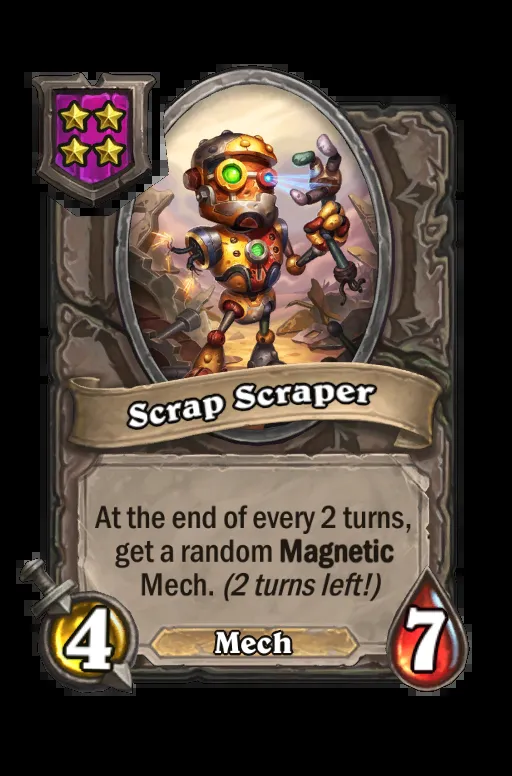 Scrap Scraper
At the end of every 2 turns,
get a random Magnetic
Mech. (2 turns left!)
4
Mech
7